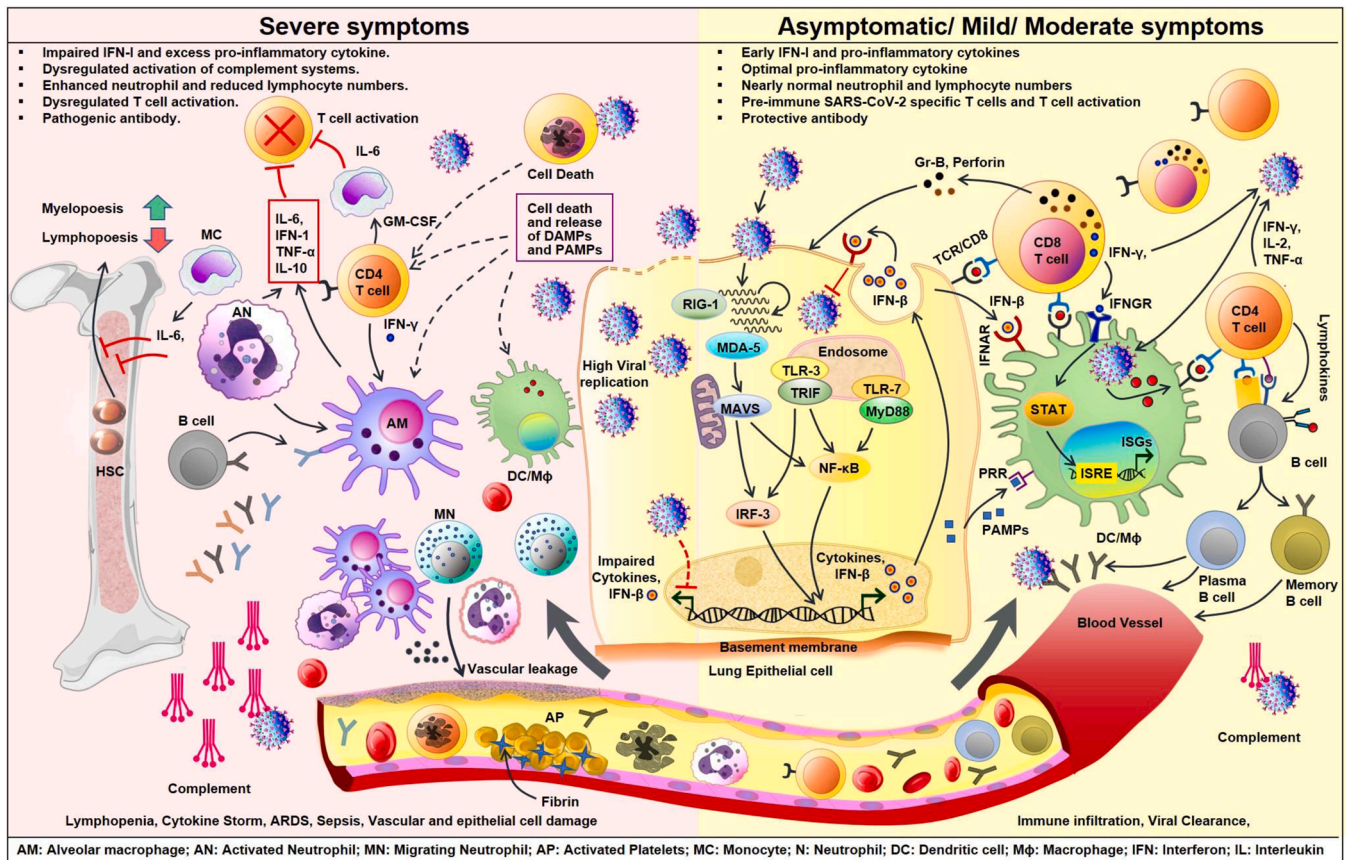 Severe symptoms
▪ Impaired IFN-I and excess pro-inflammatory cytokine.
▪ Dysregulated activation of complement systems.
▪ Enhanced neutrophil and reduced lymphocyte numbers.
▪ Dysregulated T cell activation.
▪ Pathogenic antibody.
T cell activation
IL-6
Cell Death
Myelopoesis
Lymphopoesis
MC
IL-6,
IFN-1
TNF-α
IL-10
GM-CSF
Cell death
and release
of DAMPs
and PAMPs
CD4
T cell
AN
IL-6,
IFN-γ
High Viral
replication
AM
B cell
HSC
DC/Mφ
MN
Vascular leakage
Complement
AP
Fibrin
Lymphopenia, Cytokine Storm, ARDS, Sepsis, Vascular and epithelial cell damage
Asymptomatic/ Mild/ Moderate symptoms
▪ Early IFN-I and pro-inflammatory cytokines
▪ Optimal pro-inflammatory cytokine
▪ Nearly normal neutrophil and lymphocyte numbers
▪ Pre-immune SARS-CoV-2 specific T cells and T cell activation
▪ Protective antibody
Gr-B, Perforin
TCR/CD8
CD8
T cell
IFN-γ,
IFN-γ,
IL-2,
TNF-α
RIG-1
IFN-β
IFN-β
IFNAR
IFNGR
CD4
T cell
Lymphokines
MDA-5
Endosome
TLR-3
TRIF
TLR-7
MyD88
MAVS
STAT
ISGs
ISRE
B cell
NF-κB
PRR
PAMPs
IRF-3
DC/Mφ
Impaired
Cytokines,
IFN-β
Cytokines,
IFN-β
Plasma
B cell
Memory
B cell
Basement membrane
Lung Epithelial cell
Blood Vessel
Complement
Immune infiltration, Viral Clearance,
AM: Alveolar macrophage; AN: Activated Neutrophil; MN: Migrating Neutrophil; AP: Activated Platelets; MC: Monocyte; N: Neutrophil; DC: Dendritic cell; Mφ: Macrophage; IFN: Interferon; IL: Interleukin